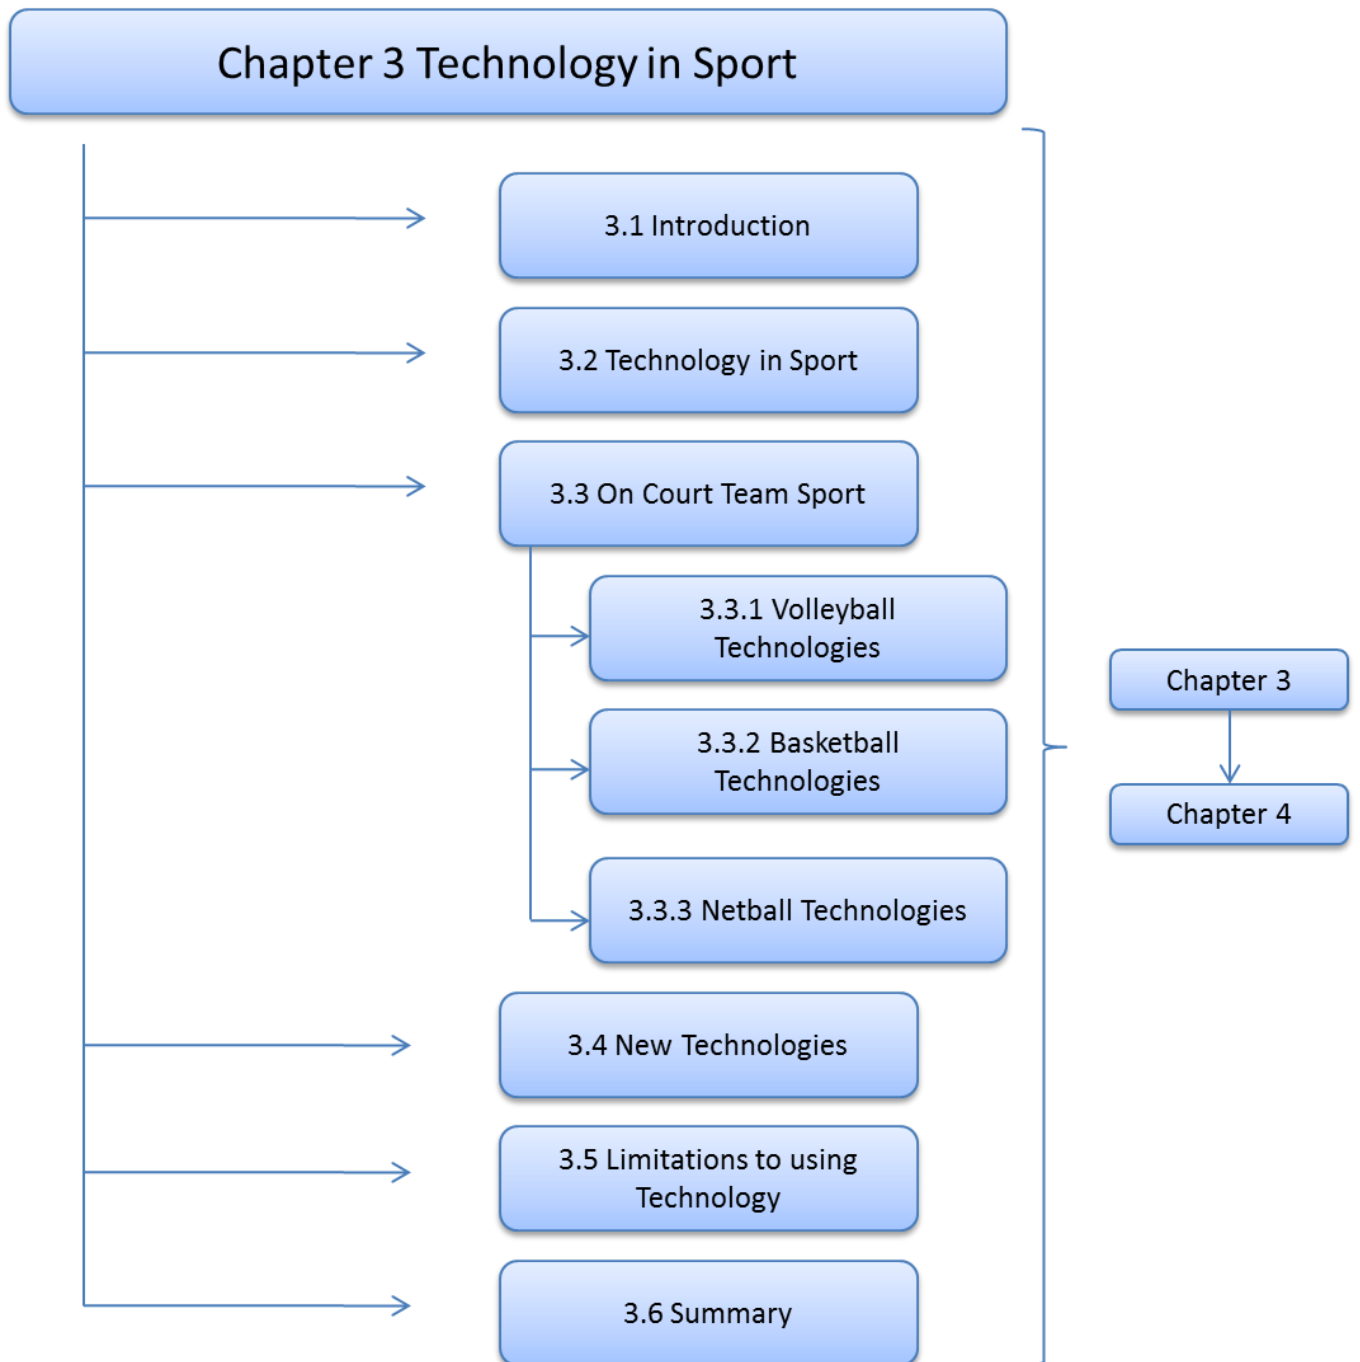 Chapter 3 Technology in Sport
3.1 Introduction
3.2 Technology in Sport
3.3 On Court Team Sport
3.3.1 Volleyball
Technologies
3.3.2 Basketball
Technologies
3.3.3 Netball Technologies
3.4 New Technologies
3.5 Limitations to using
Technology
3.6 Summary
Chapter 3
Chapter 4